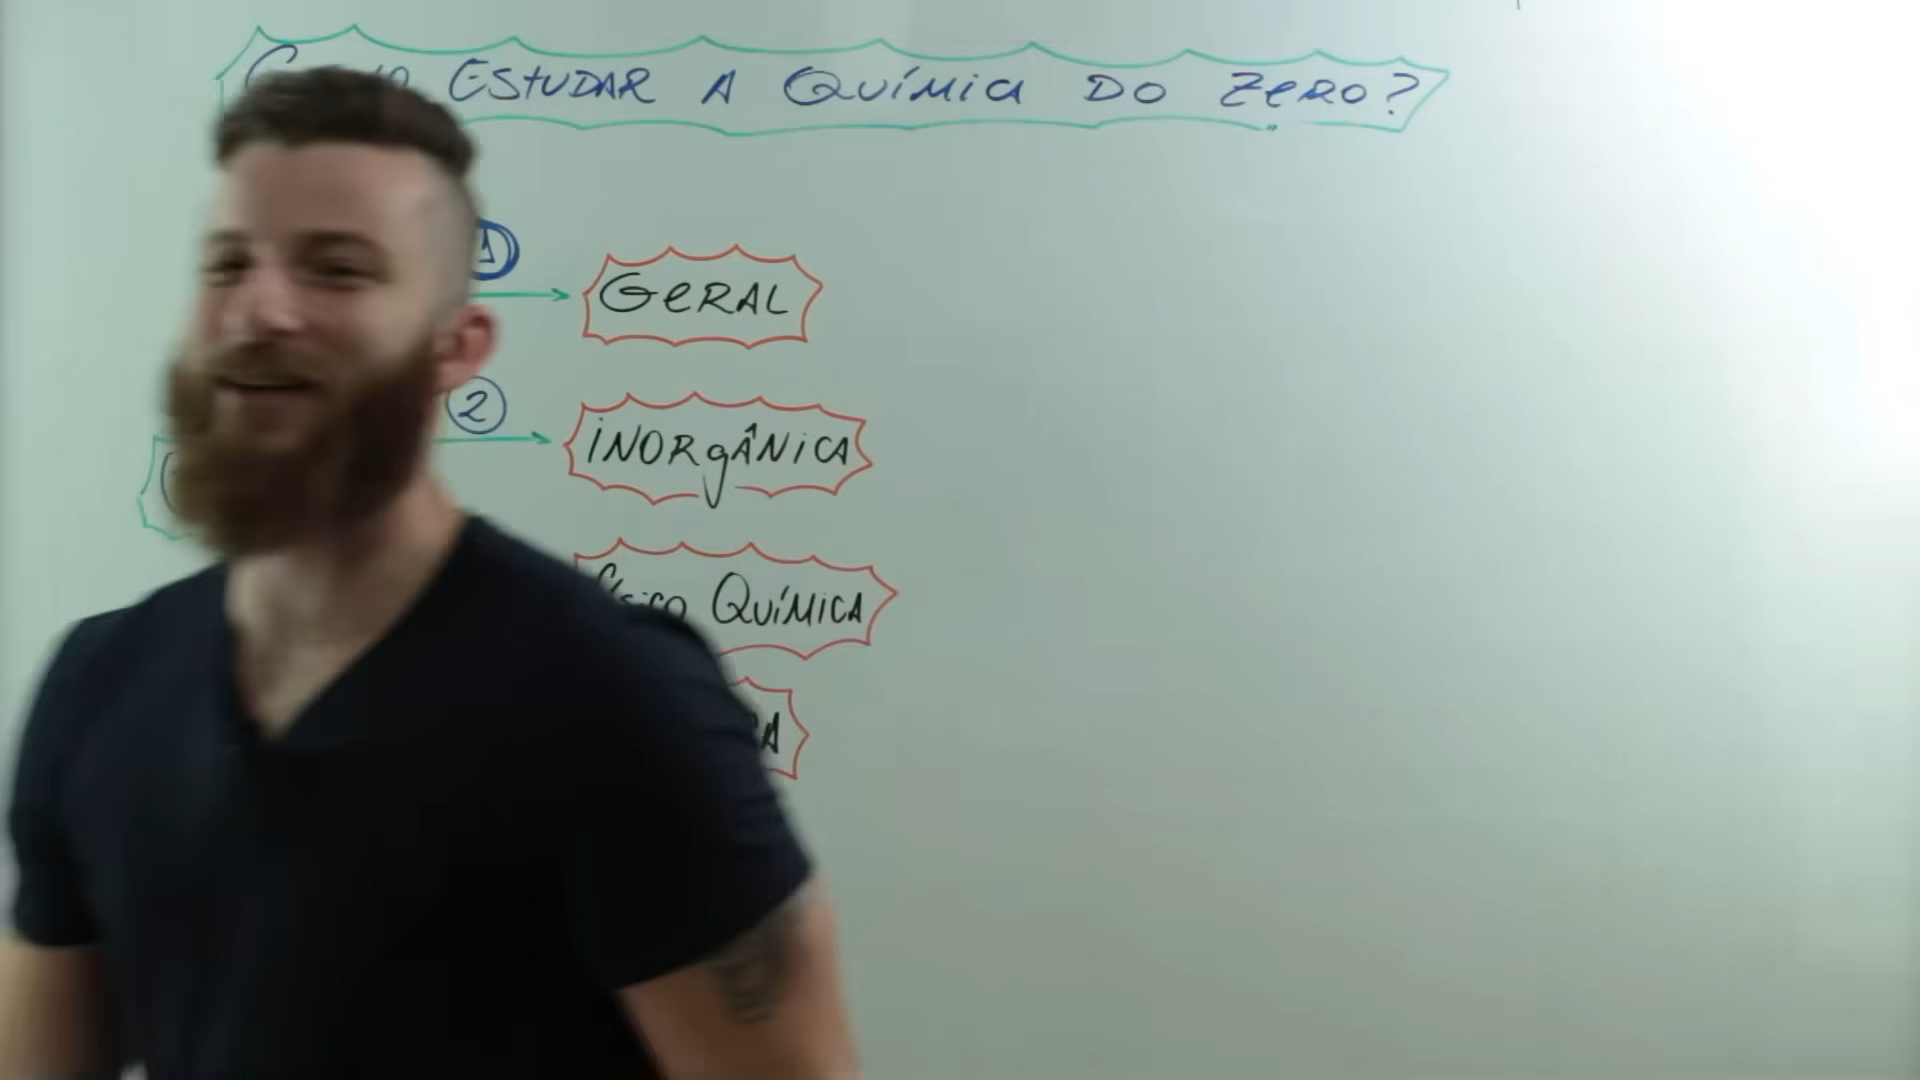 ESTUDAR A QUÍMICA DO ZERO?
1
GERAL
2
INORGÂNICA
QUÍMICA